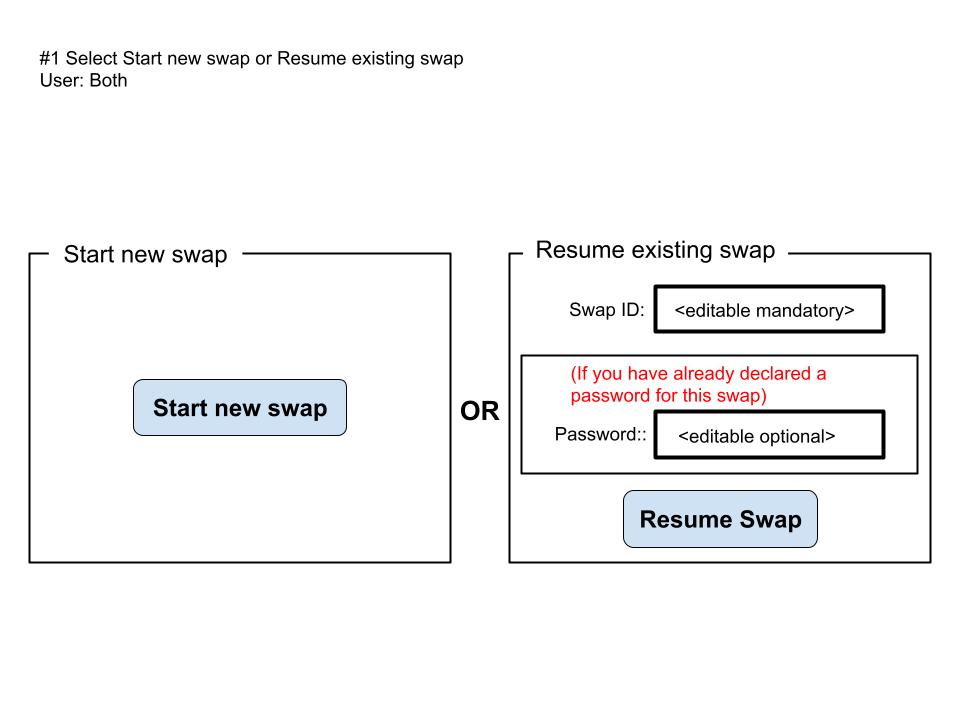 #1 Select Start new swap or Resume existing swap
User: Both
Start new swap
Start new swap
OR
Resume existing swap
Swap ID:
<editable mandatory>
(If you have already declared a
password for this swap)
Password::
<editable optional>
Resume Swap